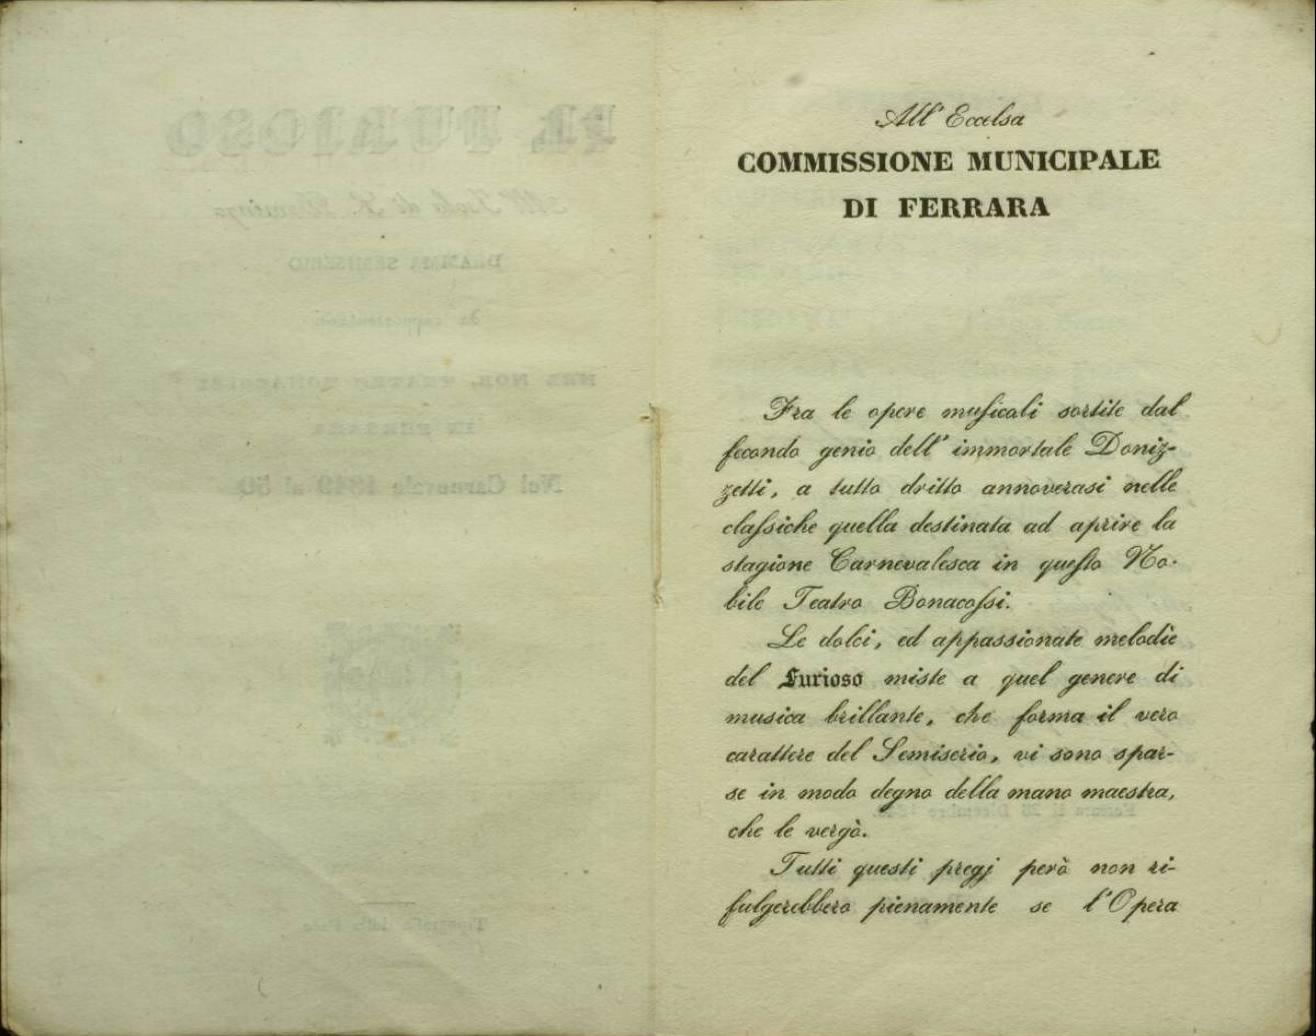 All' Eccelsa
COMMISSIONE MUNICIPALE
DI FERRARA
Fra le opere musicali sortite dal
fecondo genio dell' immortale Doniz-
zetti, a tutto dritto annoverasi nelle
classiche quella destinata ad aprire la
stagione Carnevalesca in questo No-
bile Teatro Bonacossi.
Le dolci, ed appassionate melodie
del Furioso miste a quel genere di
musica brillante, che forma il vero
carattere del Semiserio, vi sono spar-
se in modo degno della mano maestra,
che le vergò.
Tutti questi pregj però non ri-
fulgerebbero pienamente se l'Opera